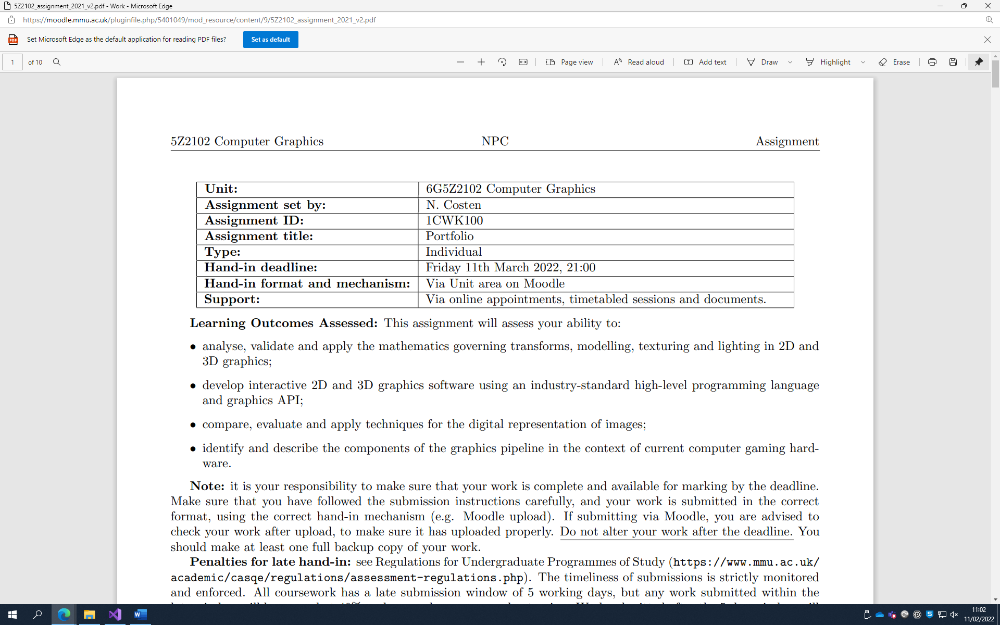 5Z2102_assignment_2021_v2.pdf - Work - Microsoft Edge
https://moodle.mmu.ac.uk/pluginfile.php/5401049/mod_resource/content/9/5Z2102_assignment_2021_v2.pdf
Set Microsoft Edge as the default application for reading PDF files? Set as default
1 of 10 Page view Read aloud Add text Draw Highlight Erase
5Z2102 Computer Graphics NPC Assignment
Unit: 6G5Z2102 Computer Graphics
Assignment set by: N. Costen
Assignment ID: 1CWK100
Assignment title: Portfolio
Type: Individual
Hand-in deadline: Friday 11th March 2022, 21:00
Hand-in format and mechanism: Via Unit area on Moodle
Support: Via online appointments, timetabled sessions and documents.
Learning Outcomes Assessed: This assignment will assess your ability to:
• analyse, validate and apply the mathematics governing transforms, modelling, texturing and lighting in 2D and
3D graphics;
• develop interactive 2D and 3D graphics software using an industry-standard high-level programming language
and graphics API;
• compare, evaluate and apply techniques for the digital representation of images;
• identify and describe the components of the graphics pipeline in the context of current computer gaming hard-
ware.
Note: it is your responsibility to make sure that your work is complete and available for marking by the deadline.
Make sure that you have followed the submission instructions carefully, and your work is submitted in the correct
format, using the correct hand-in mechanism (e.g. Moodle upload). If submitting via Moodle, you are advised to
check your work after upload, to make sure it has uploaded properly. Do not alter your work after the deadline. You
should make at least one full backup copy of your work.
Penalties for late hand-in: see Regulations for Undergraduate Programmes of Study (https://www.mmu.ac.uk/
academic/casqe/regulations/assessment-regulations.php). The timeliness of submissions is strictly monitored
and enforced. All coursework has a late submission window of 5 working days, but any work submitted within the
11:02
11/02/2022